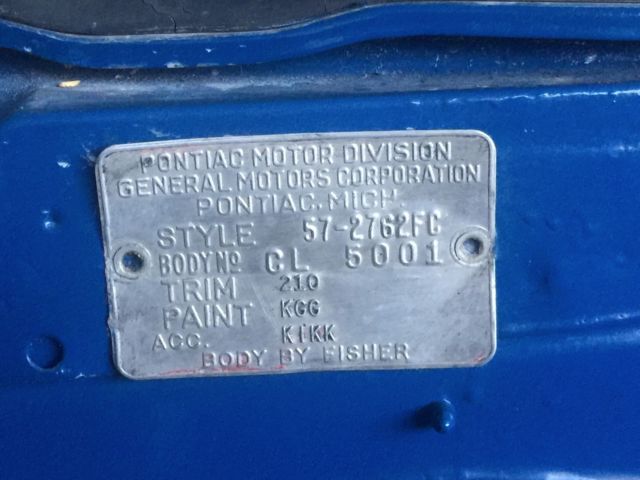 PONTIAC MOTOR DIVISION
GENERAL MOTORS CORPORATION
PONTIAC, MICH.
STYLE 57-2762FC
BODY Nº CL 5001
TRIM 210
PAINT KGG
ACC. KIKK
BODY BY FISHER